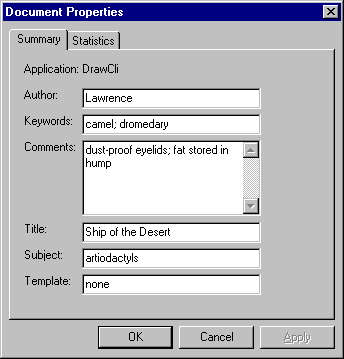 Document Properties
Summary Statistics
Application: DrawCli
Author: Lawrence
Keywords: camel; dromedary
Comments: dust-proof eyelids; fat stored in
hump
Title: Ship of the Desert
Subject: artiodactyls
Template: none
OK Cancel Apply